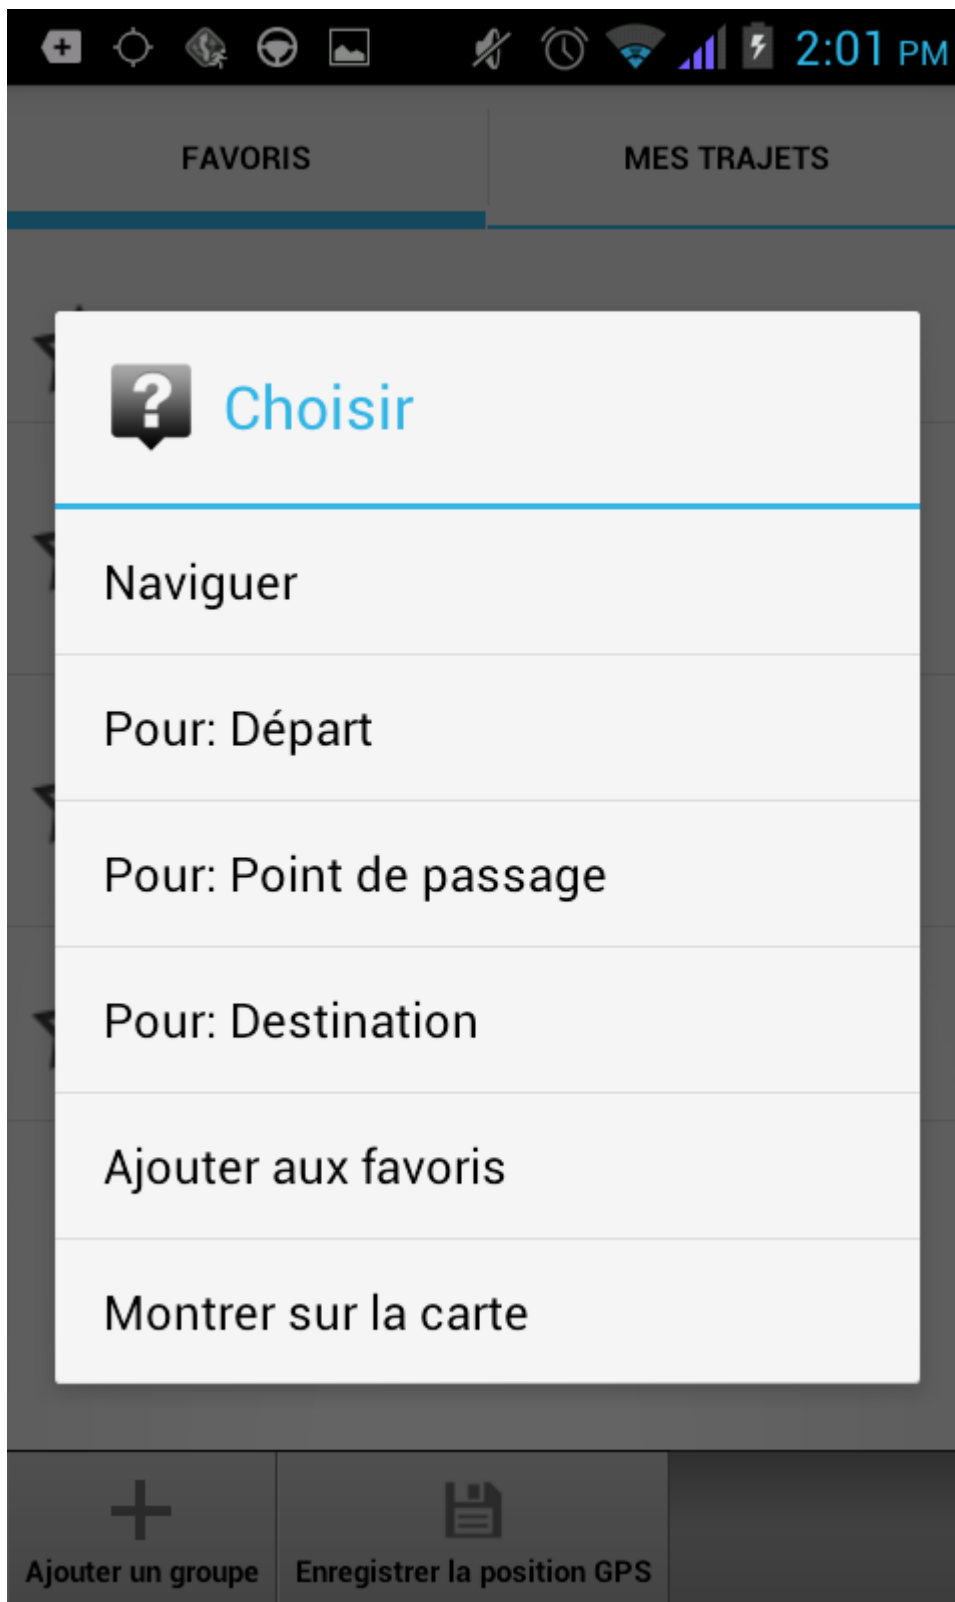 2:01 PM
FAVORIS
MES TRAJETS
Choisir
Naviguer
Pour: Départ
Pour: Point de passage
Pour: Destination
Ajouter aux favoris
Montrer sur la carte
Ajouter un groupe
Enregistrer la position GPS